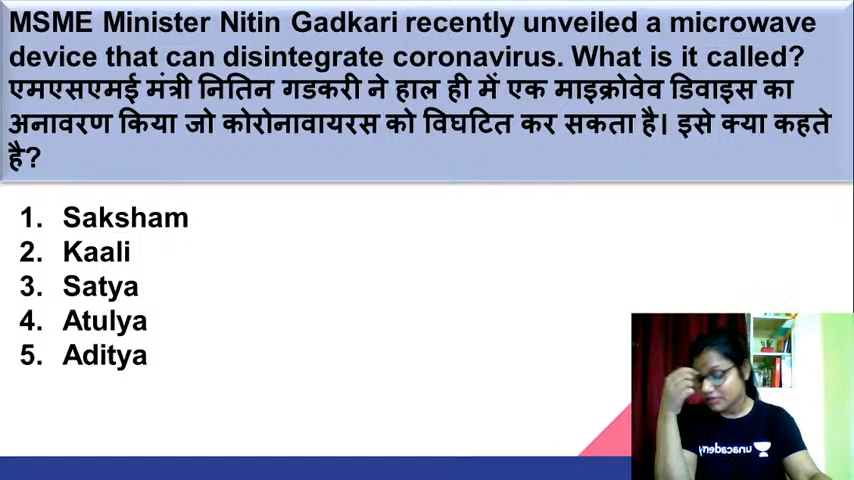 MSME Minister Nitin Gadkari recently unveiled a microwave
device that can disintegrate coronavirus. What is it called?
एमएसएमई मंत्री नितिन गडकरी ने हाल ही में एक माइक्रोवेव डिवाइस का
अनावरण किया जो कोरोनावायरस को विघटित कर सकता है। इसे क्या कहते
है?
1. Saksham
2. Kaali
3. Satya
4. Atulya
5. Aditya
unacademy